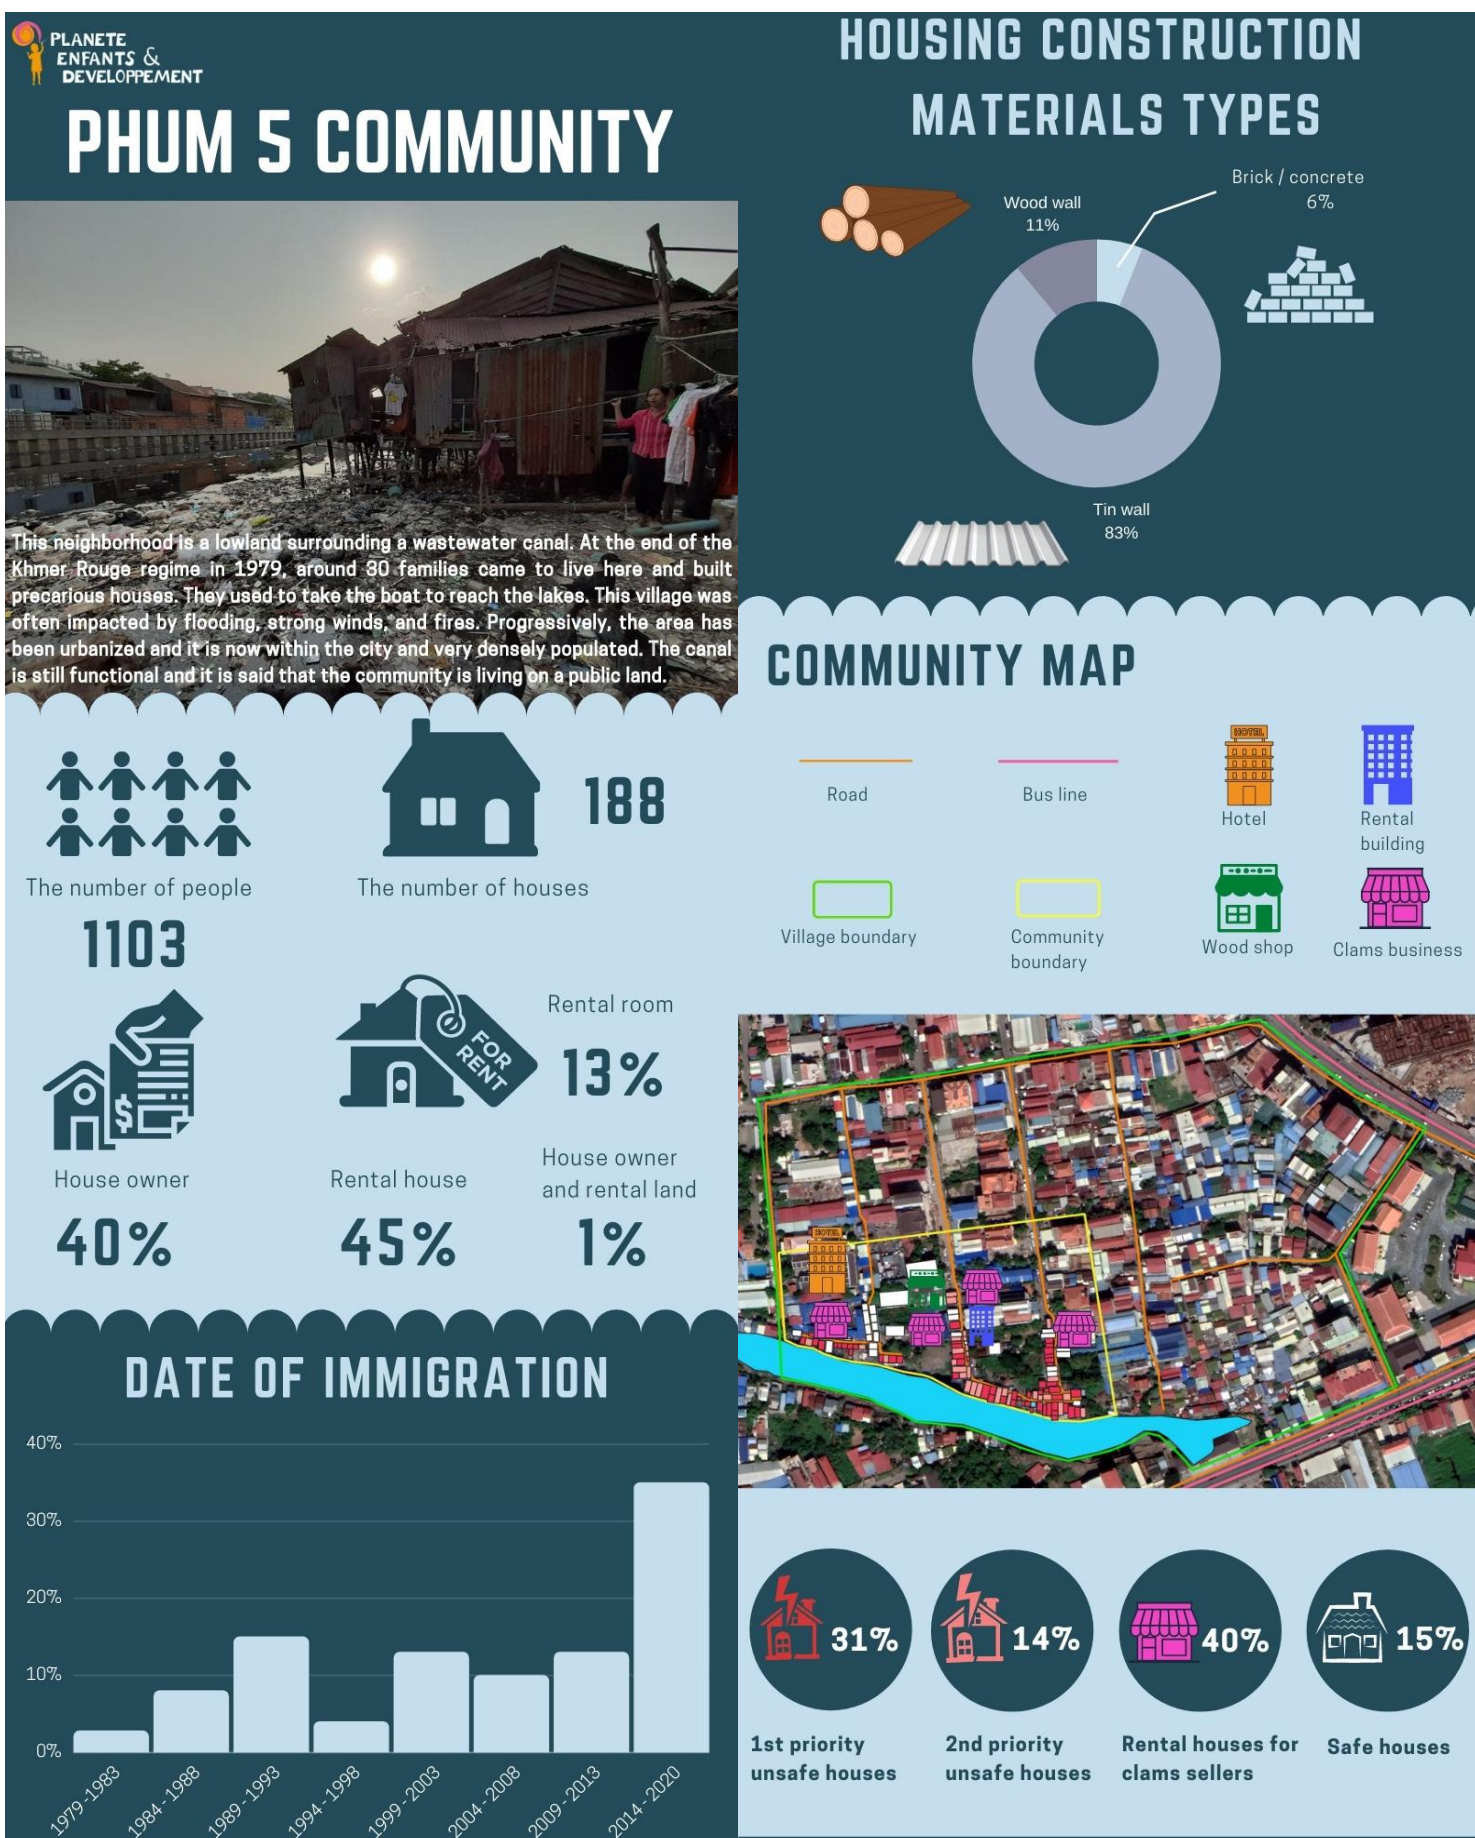 PLANETE
ENFANTS &
DEVELOPPEMENT
PHUM 5 COMMUNITY
This neighborhood is a lowland surrounding a wastewater canal. At the end of the
Khmer Rouge regime in 1979, around 30 families came to live here and built
precarious houses. They used to take the boat to reach the lakes. This village was
often impacted by flooding, strong winds, and fires. Progressively, the area has
been urbanized and it is now within the city and very densely populated. The canal
is still functional and it is said that the community is living on a public land.
The number of people
1103
188
The number of houses
House owner
40%
FOR
RENT
Rental house
45%
Rental room
13%
House owner
and rental land
1%
DATE OF IMMIGRATION
40%
30%
20%
10%
0%
1979 -1983
1984 - 1988
1989 - 1993
1994 - 1998
1999 - 2003
2004 - 2008
2009 - 2013
2014 - 2020
HOUSING CONSTRUCTION
MATERIALS TYPES
Brick / concrete
6%
Wood wall
11%
Tin wall
83%
COMMUNITY MAP
Road
Bus line
HOTEL
Hotel
Rental
building
Village boundary
Community
boundary
Wood shop
Clams business
HOTEL
31%
14%
40%
15%
1st priority
unsafe houses
2nd priority
unsafe houses
Rental houses for
clams sellers
Safe houses